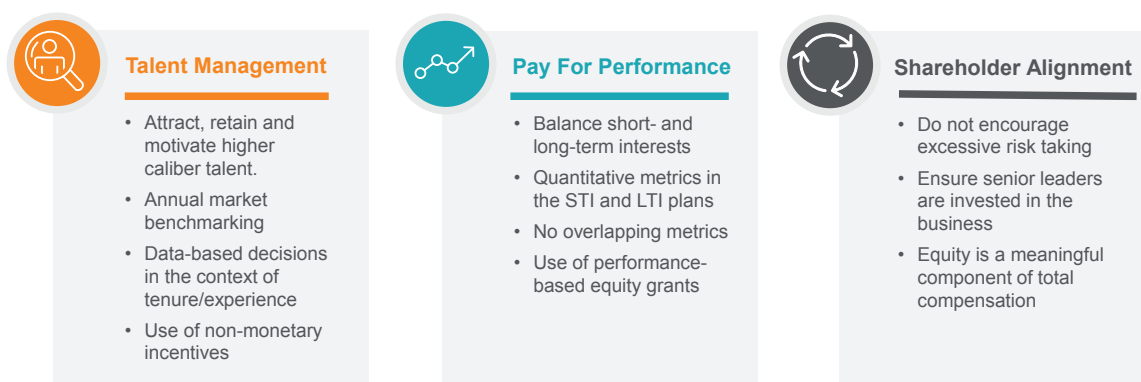 Talent Management
• Attract, retain and
motivate higher
caliber talent.
• Annual market
benchmarking
• Data-based decisions
in the context of
tenure/experience
• Use of non-monetary
incentives
Pay For Performance
• Balance short- and
long-term interests
• Quantitative metrics in
the STI and LTI plans
• No overlapping metrics
• Use of performance-
based equity grants
Shareholder Alignment
• Do not encourage
excessive risk taking
• Ensure senior leaders
are invested in the
business
• Equity is a meaningful
component of total
compensation